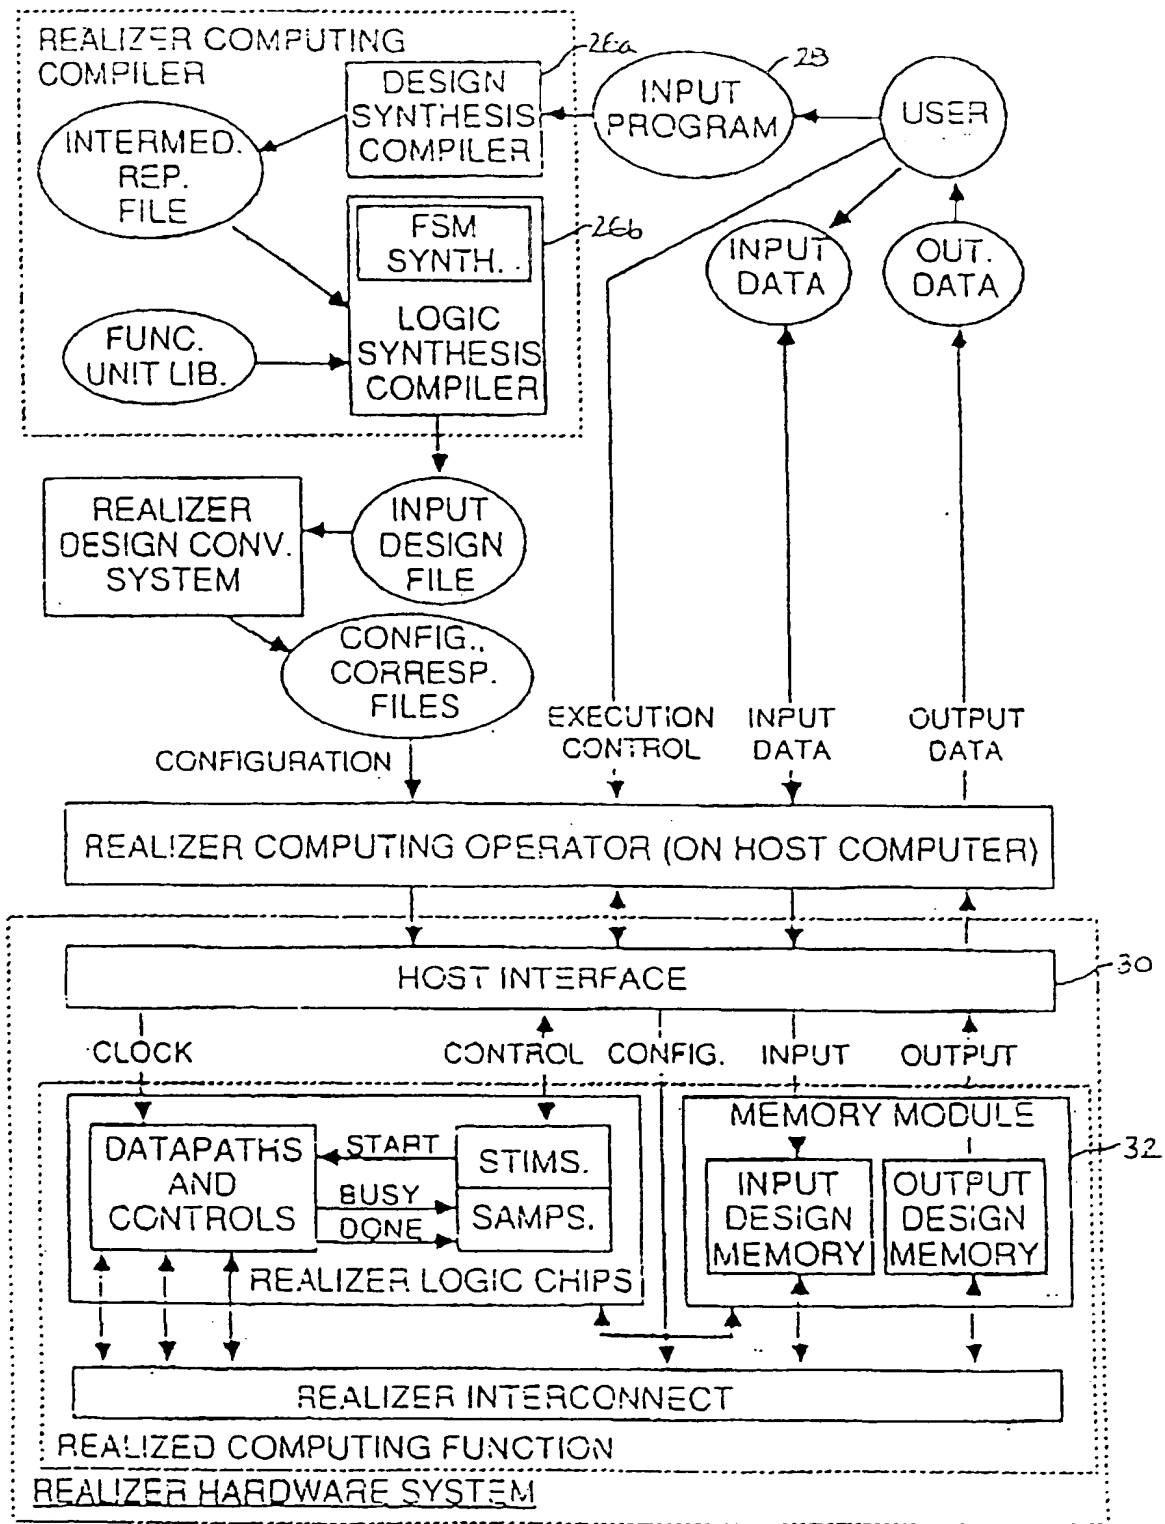 REALIZER COMPUTING
COMPILER
DESIGN
SYNTHESIS
COMPILER
26a
INPUT
PROGRAM
28
USER
INTERMED.
REP.
FILE
FSM
SYNTH.
26b
LOGIC
SYNTHESIS
COMPILER
FUNC.
UNIT LIB.
INPUT
DATA
OUT.
DATA
REALIZER
DESIGN CONV.
SYSTEM
INPUT
DESIGN
FILE
CONFIG.,
CORRESP.
FILES
CONFIGURATION
EXECUTION
CONTROL
INPUT
DATA
OUTPUT
DATA
REALIZER COMPUTING OPERATOR (ON HOST COMPUTER)
HOST INTERFACE
30
CLOCK
CONTROL
CONFIG.
INPUT
OUTPUT
DATAPATHS
AND
CONTROLS
START
BUSY
DONE
STIMS.
SAMPS.
REALIZER LOGIC CHIPS
MEMORY MODULE
INPUT
DESIGN
MEMORY
OUTPUT
DESIGN
MEMORY
32
REALIZER INTERCONNECT
REALIZED COMPUTING FUNCTION
REALIZER HARDWARE SYSTEM